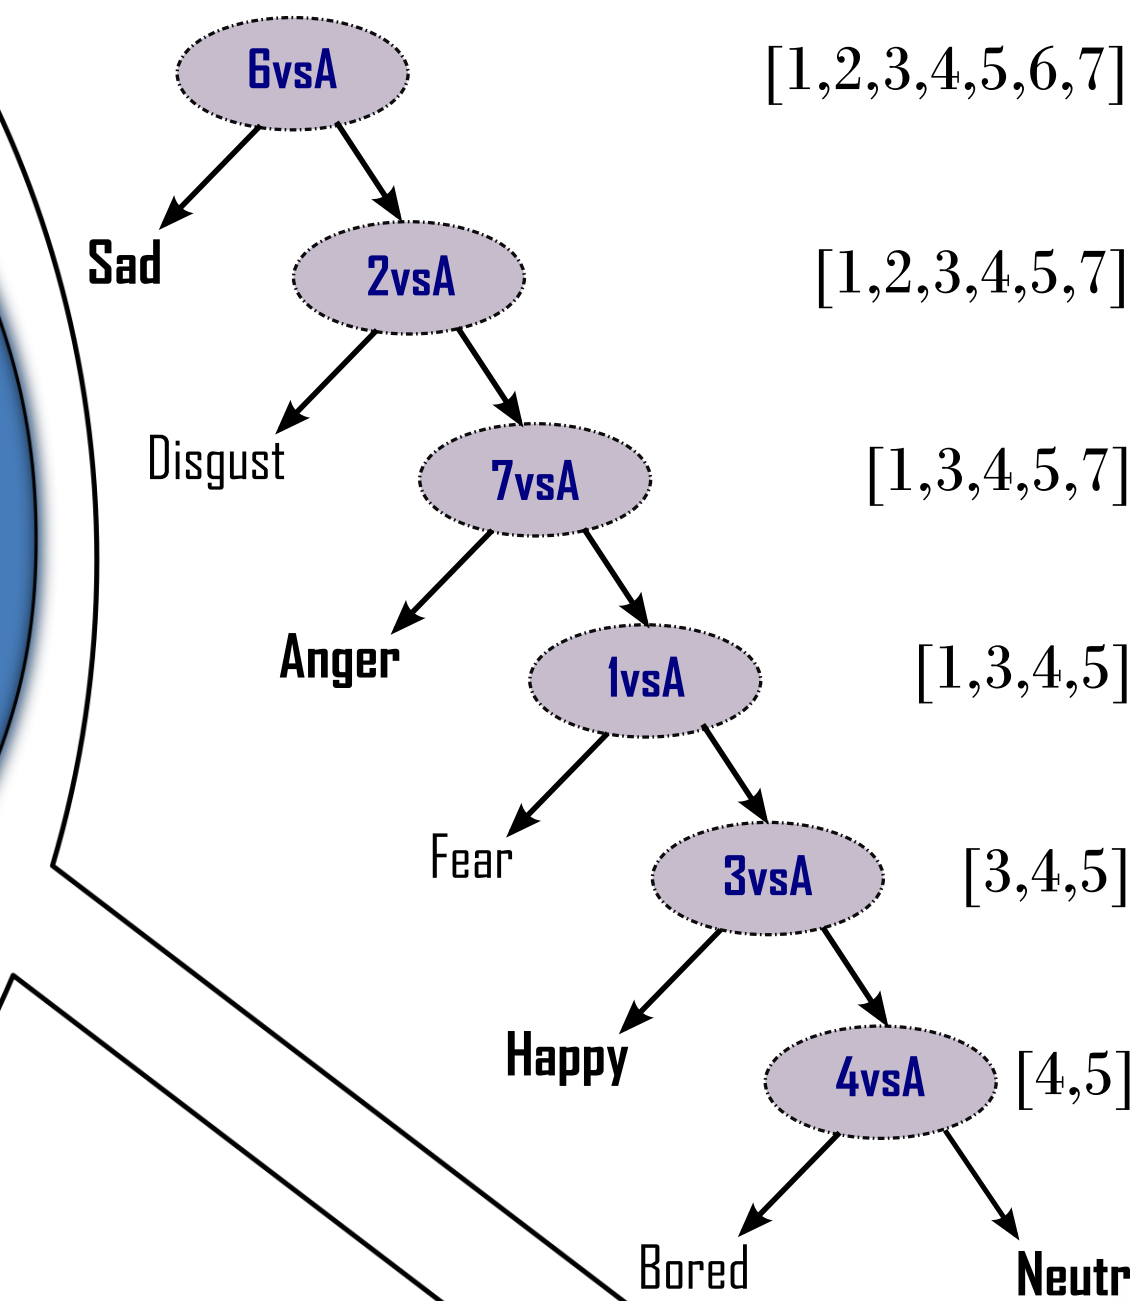 6vsA [1,2,3,4,5,6,7]
Sad
2vsA [1,2,3,4,5,7]
Disgust
7vsA [1,3,4,5,7]
Anger
1vsA [1,3,4,5]
Fear
3vsA [3,4,5]
Happy
4vsA [4,5]
Bored
Neutr